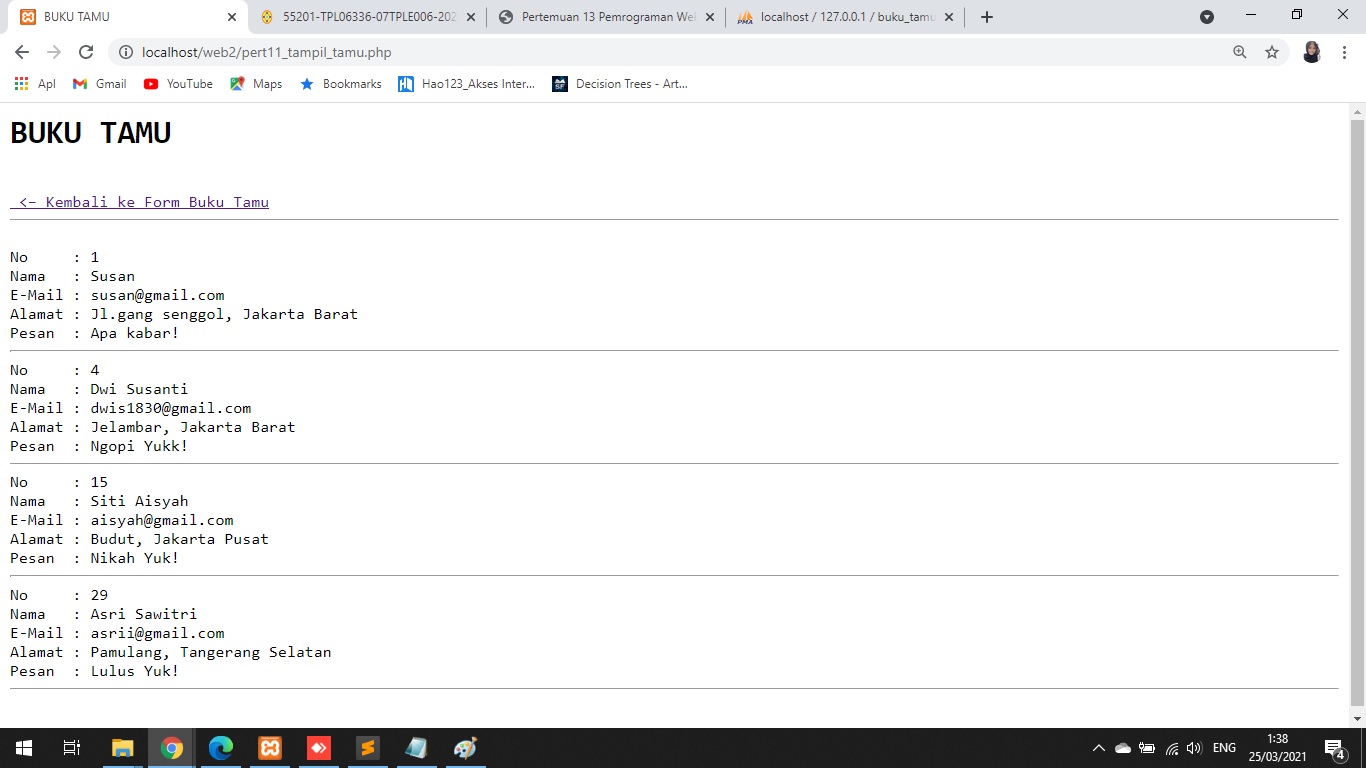 BUKU TAMU
55201-TPL06336-07TPLE006-202
Pertemuan 13 Pemrograman We
localhost / 127.0.0.1 / buku_tamu
localhost/web2/pert11_tampil_tamu.php
Apl Gmail YouTube Maps Bookmarks Hao123_Akses Inter... Decision Trees - Art...
BUKU TAMU
<- Kembali ke Form Buku Tamu
No : 1
Nama : Susan
E-Mail : susan@gmail.com
Alamat : Jl.gang senggol, Jakarta Barat
Pesan : Apa kabar!
No : 4
Nama : Dwi Susanti
E-Mail : dwis1830@gmail.com
Alamat : Jelambar, Jakarta Barat
Pesan : Ngopi Yukk!
No : 15
Nama : Siti Aisyah
E-Mail : aisyah@gmail.com
Alamat : Budut, Jakarta Pusat
Pesan : Nikah Yuk!
No : 29
Nama : Asri Sawitri
E-Mail : asrii@gmail.com
Alamat : Pamulang, Tangerang Selatan
Pesan : Lulus Yuk!
ENG
1:38
25/03/2021
4